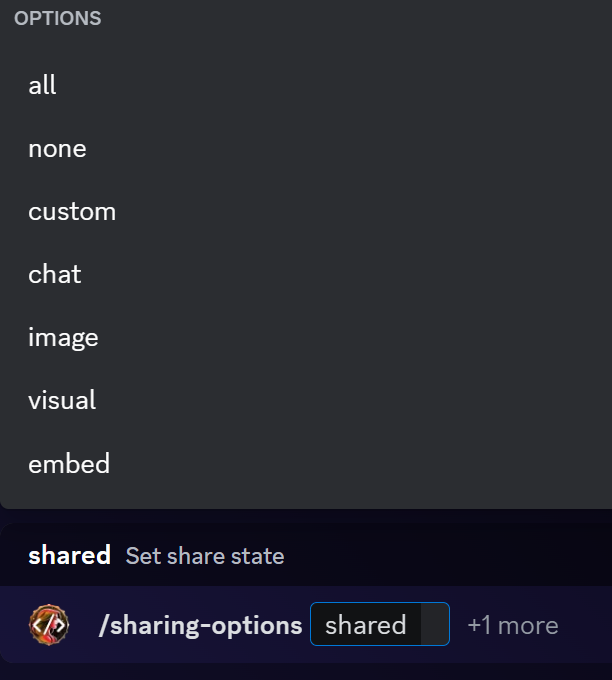 OPTIONS
all
none
custom
chat
image
visual
embed
shared Set share state
</> /sharing-options shared +1 more